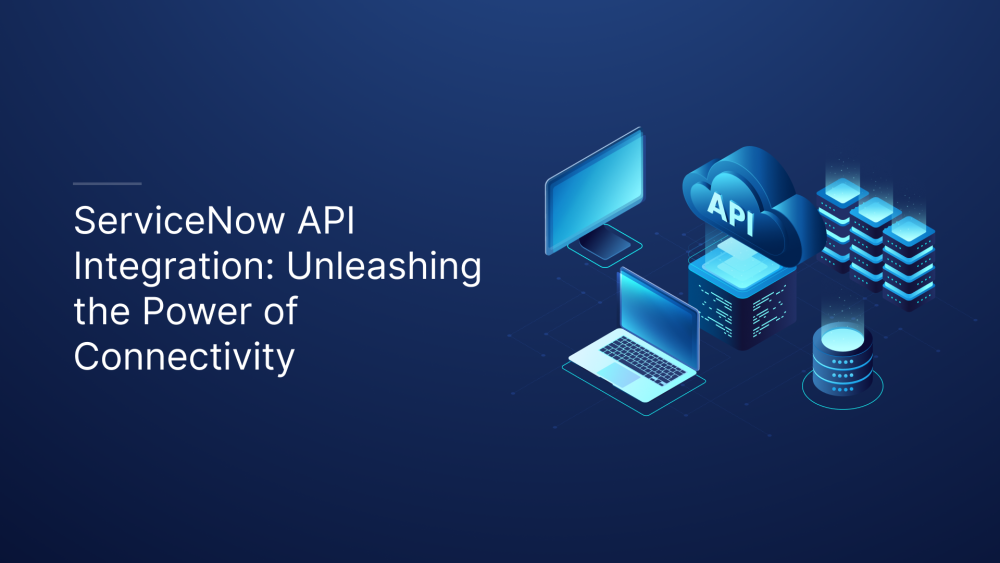 ServiceNow API
Integration: Unleashing
the Power of
Connectivity
API